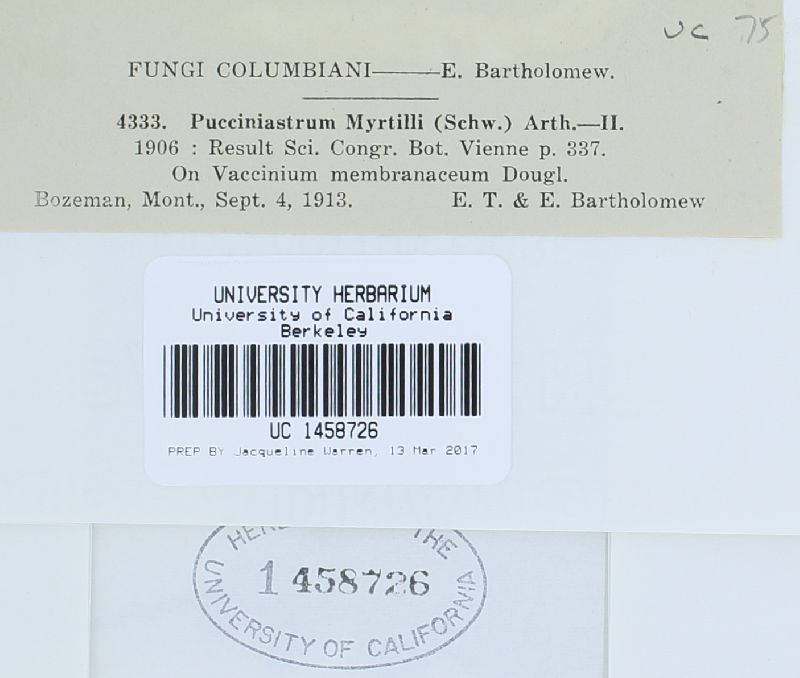 UC 75
FUNGI COLUMBIANI——E. Bartholomew.
4333. Pucciniastrum Myrtilli (Schw.) Arth.—II.
1906 : Result Sci. Congr. Bot. Vienne p. 337.
On Vaccinium membranaceum Dougl.
Bozeman, Mont., Sept. 4, 1913. E. T. & E. Bartholomew
UNIVERSITY HERBARIUM
University of California
Berkeley
UC 1458726
PREP BY Jacqueline Warren, 13 Mar 2017
THE
1458726
UNIVERSITY OF CALIFORNIA